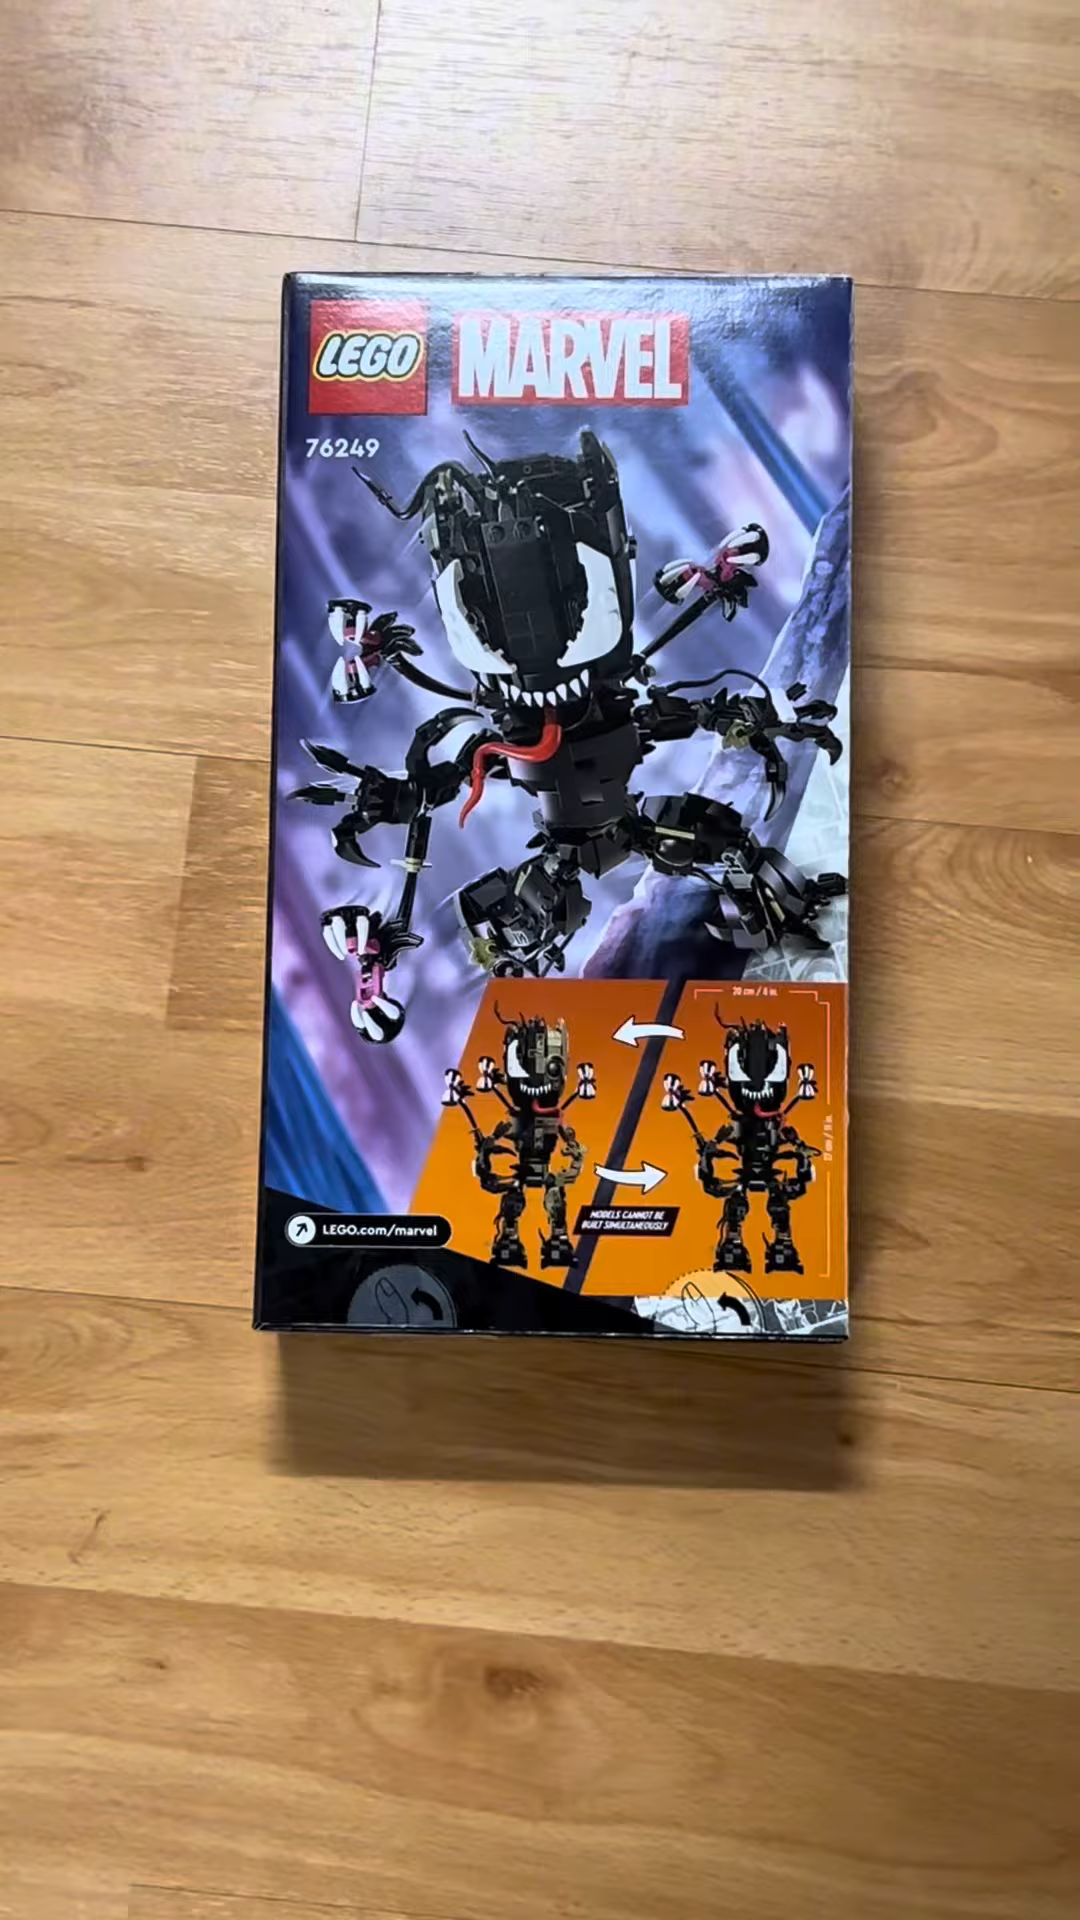 LEGO
MARVEL
76249
20 cm / 8 in.
MODELS CANNOT BE
BUILT SIMULTANEOUSLY
LEGO.com/marvel